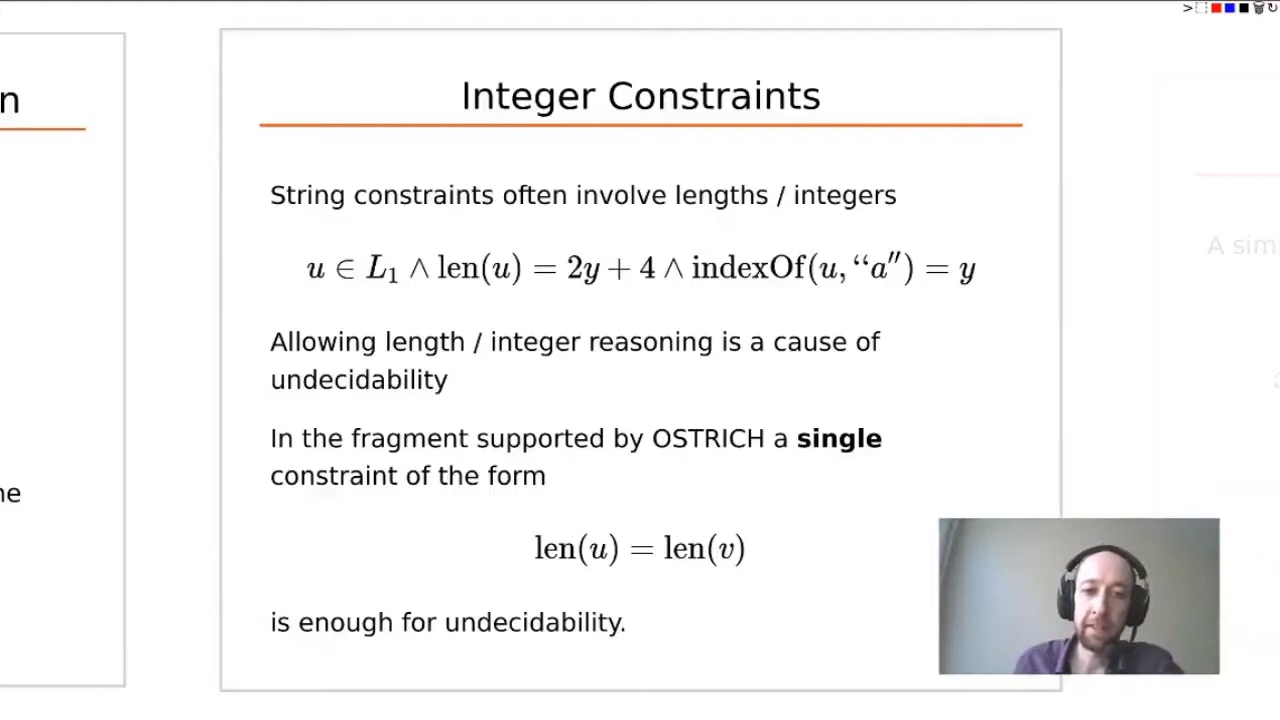 n
Integer Constraints
String constraints often involve lengths / integers
u ∈ L₁ ∧ len(u) = 2y + 4 ∧ indexOf(u, “a″) = y
Allowing length / integer reasoning is a cause of
undecidability
In the fragment supported by OSTRICH a single
constraint of the form
ne
len(u) = len(v)
is enough for undecidability.
A sim